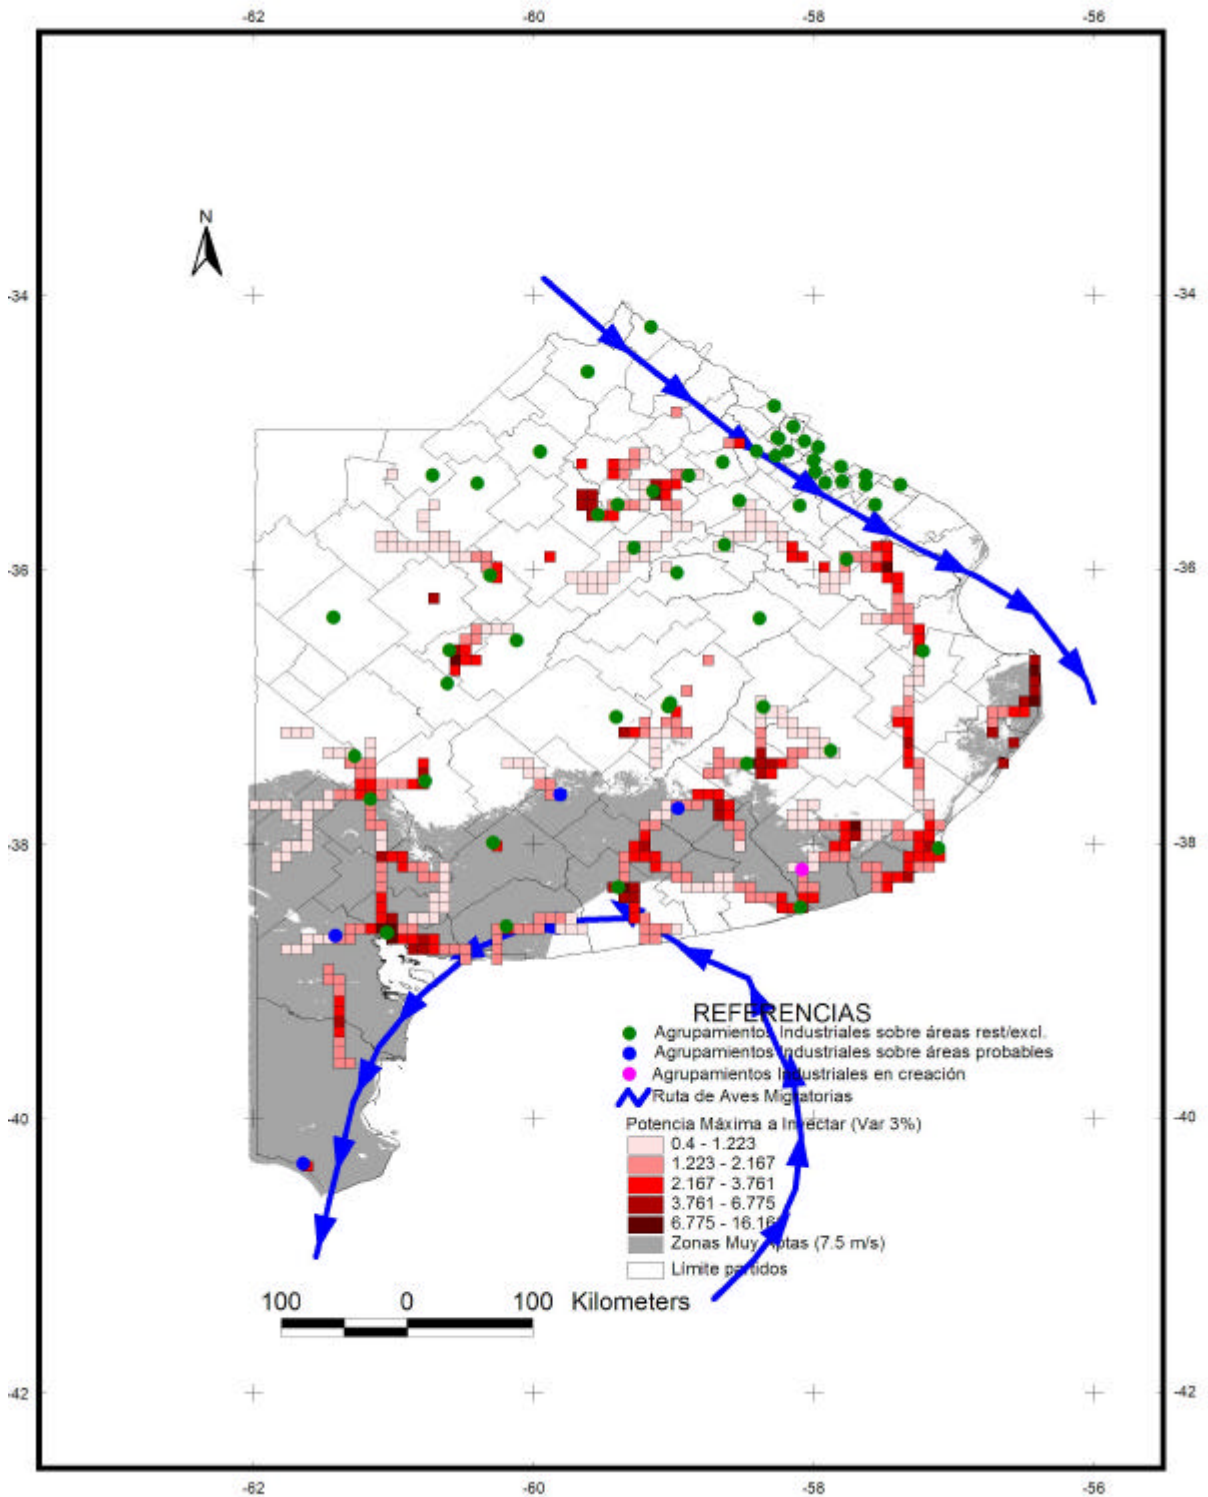 -62 -60 -58 -56
N
-34 -34
-36 -36
-38 -38
REFERENCIAS
Agrupamientos Industriales sobre áreas rest/excl.
Agrupamientos Industriales sobre áreas probables
Agrupamientos Industriales en creación
Ruta de Aves Migratorias
-40 -40
Potencia Máxima a Inyectar (Var 3%)
0.4 - 1.223
1.223 - 2.167
2.167 - 3.761
3.761 - 6.775
6.775 - 16.16
Zonas Muy Aptas (7.5 m/s)
Límite partidos
100 0 100 Kilometers
-42 -42
-62 -60 -58 -56